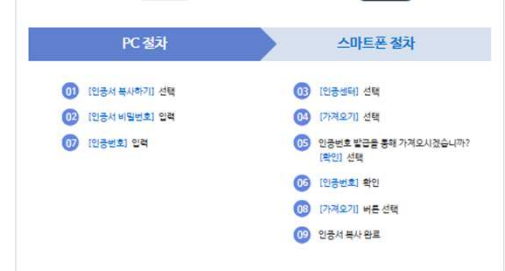 PC 절차
01 [인증서 복사하기] 선택
02 [인증서 비밀번호] 입력
07 [인증번호] 입력
스마트폰 절차
03 [인증센터] 선택
04 [가져오기] 선택
05 인증번호 발급을 통해 가져오시겠습니까?
[확인] 선택
06 [인증번호] 확인
08 [가져오기] 버튼 선택
09 인증서 복사 완료